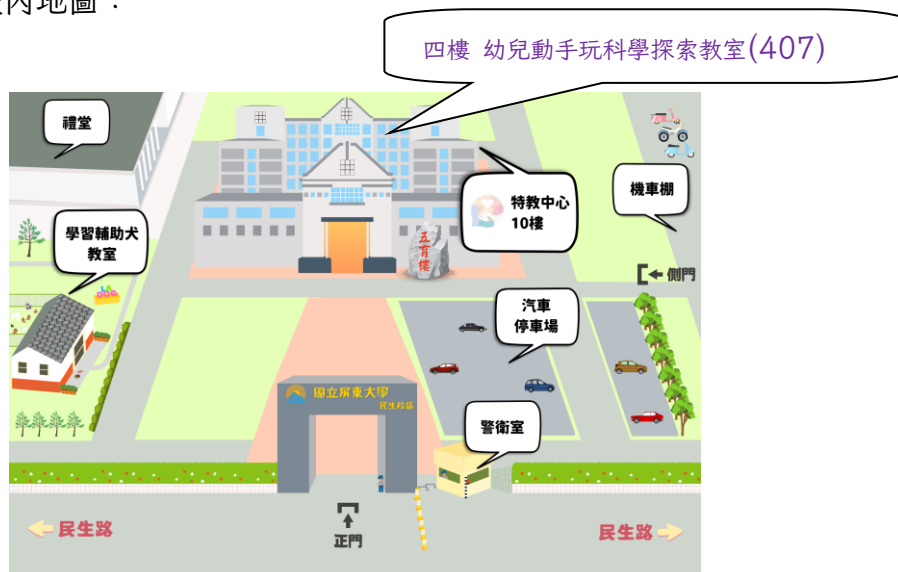 內地圖：
四樓 幼兒動手玩科學探索教室(407)
禮堂
學習輔助犬
教室
特教中心
10樓
機車棚
五育樓
側門
汽車
停車場
國立屏東大學
民生校區
警衛室
民生路
正門
民生路